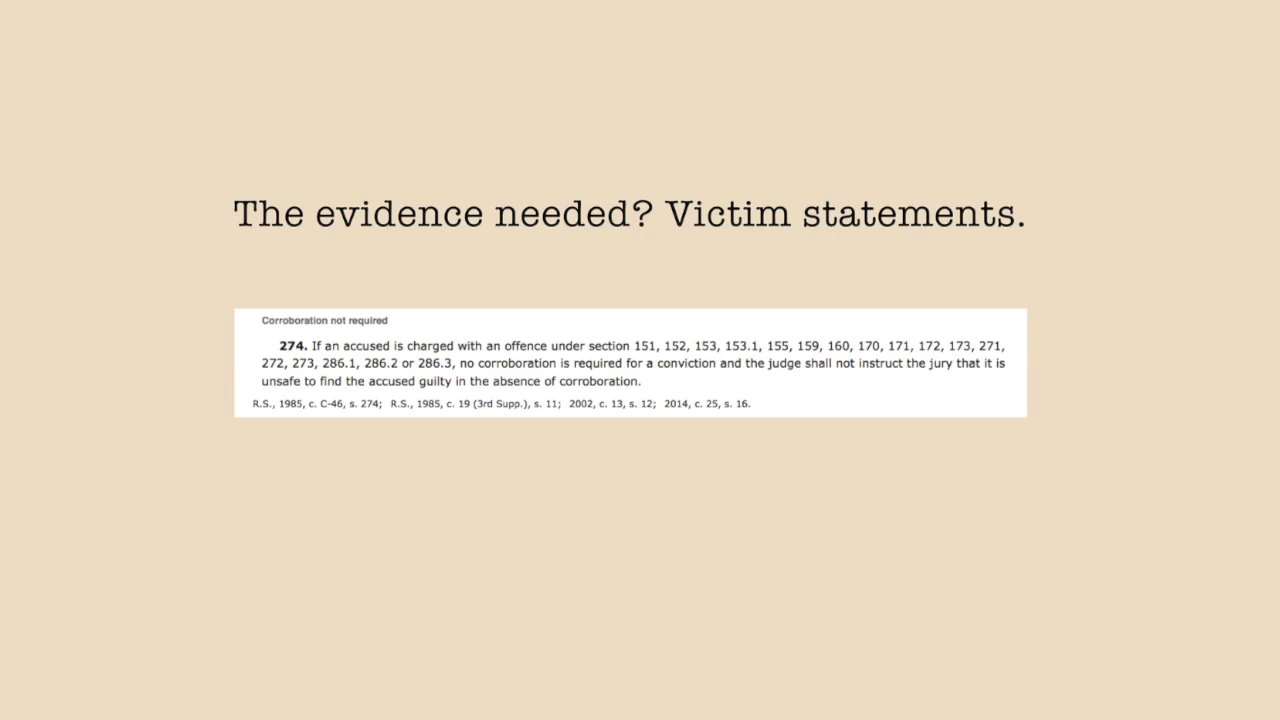 The evidence needed? Victim statements.
Corroboration not required
274. If an accused is charged with an offence under section 151, 152, 153, 153.1, 155, 159, 160, 170, 171, 172, 173, 271,
272, 273, 286.1, 286.2 or 286.3, no corroboration is required for a conviction and the judge shall not instruct the jury that it is
unsafe to find the accused guilty in the absence of corroboration.
R.S., 1985, c. C-46, s. 274; R.S., 1985, c. 19 (3rd Supp.), s. 11; 2002, c. 13, s. 12; 2014, c. 25, s. 16.